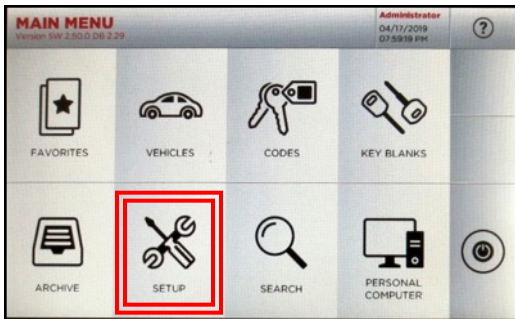 MAIN MENU
Version SW 2.50.0 DB 2.29
Administrator
04/17/2019
07:59:19 PM
?
FAVORITES
VEHICLES
CODES
KEY BLANKS
ARCHIVE
SETUP
SEARCH
PERSONAL
COMPUTER